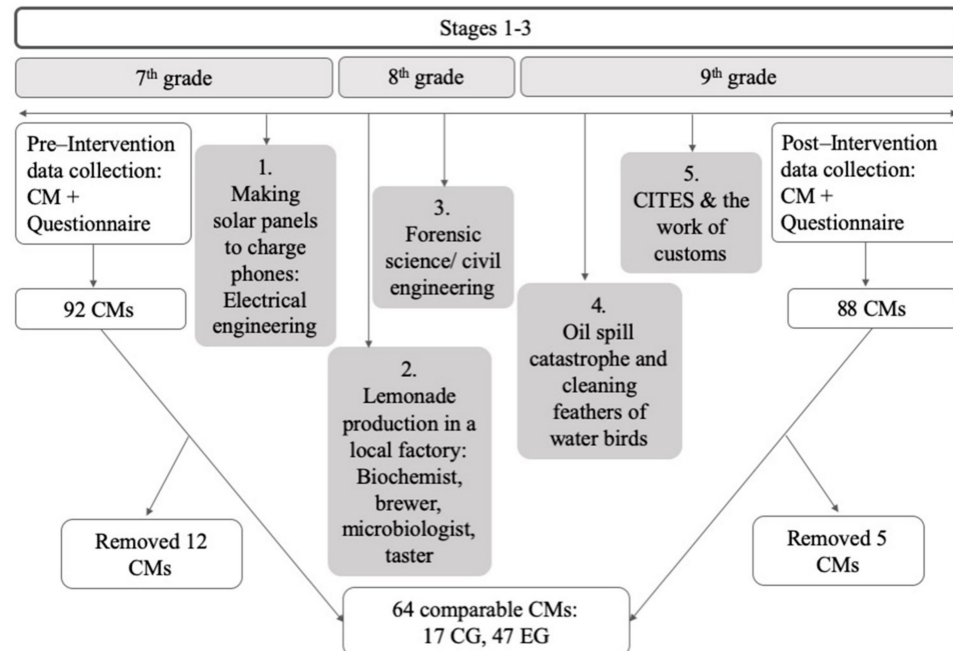 Stages 1-3
7th grade
8th grade
9th grade
Pre–Intervention
data collection:
CM +
Questionnaire
92 CMs
1.
Making
solar panels
to charge
phones:
Electrical
engineering
2.
Lemonade
production in a
local factory:
Biochemist,
brewer,
microbiologist,
taster
3.
Forensic
science/ civil
engineering
4.
Oil spill
catastrophe and
cleaning
feathers of
water birds
5.
CITES & the
work of
customs
Post–Intervention
data collection:
CM +
Questionnaire
88 CMs
Removed 12
CMs
Removed 5
CMs
64 comparable CMs:
17 CG, 47 EG